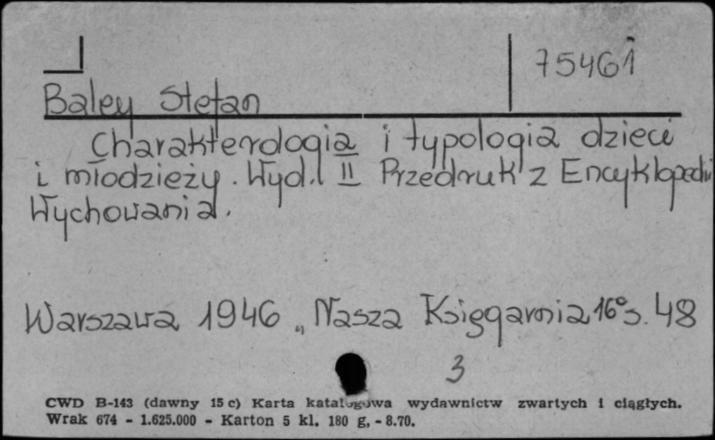 75461
Baley Stefan
Charakterologia i typologia dzieci
i młodzieży. Wyd. II Przedruk z Encyklopedii
Wychowania.
Warszawa 1946 „Nasza Księgarnia 16° s. 48
3
CWD B-143 (dawny 15 c) Karta katalogowa wydawnictw zwartych i ciągłych.
Wrak 674 - 1.625.000 - Karton 5 kl. 180 g, - 8.70.